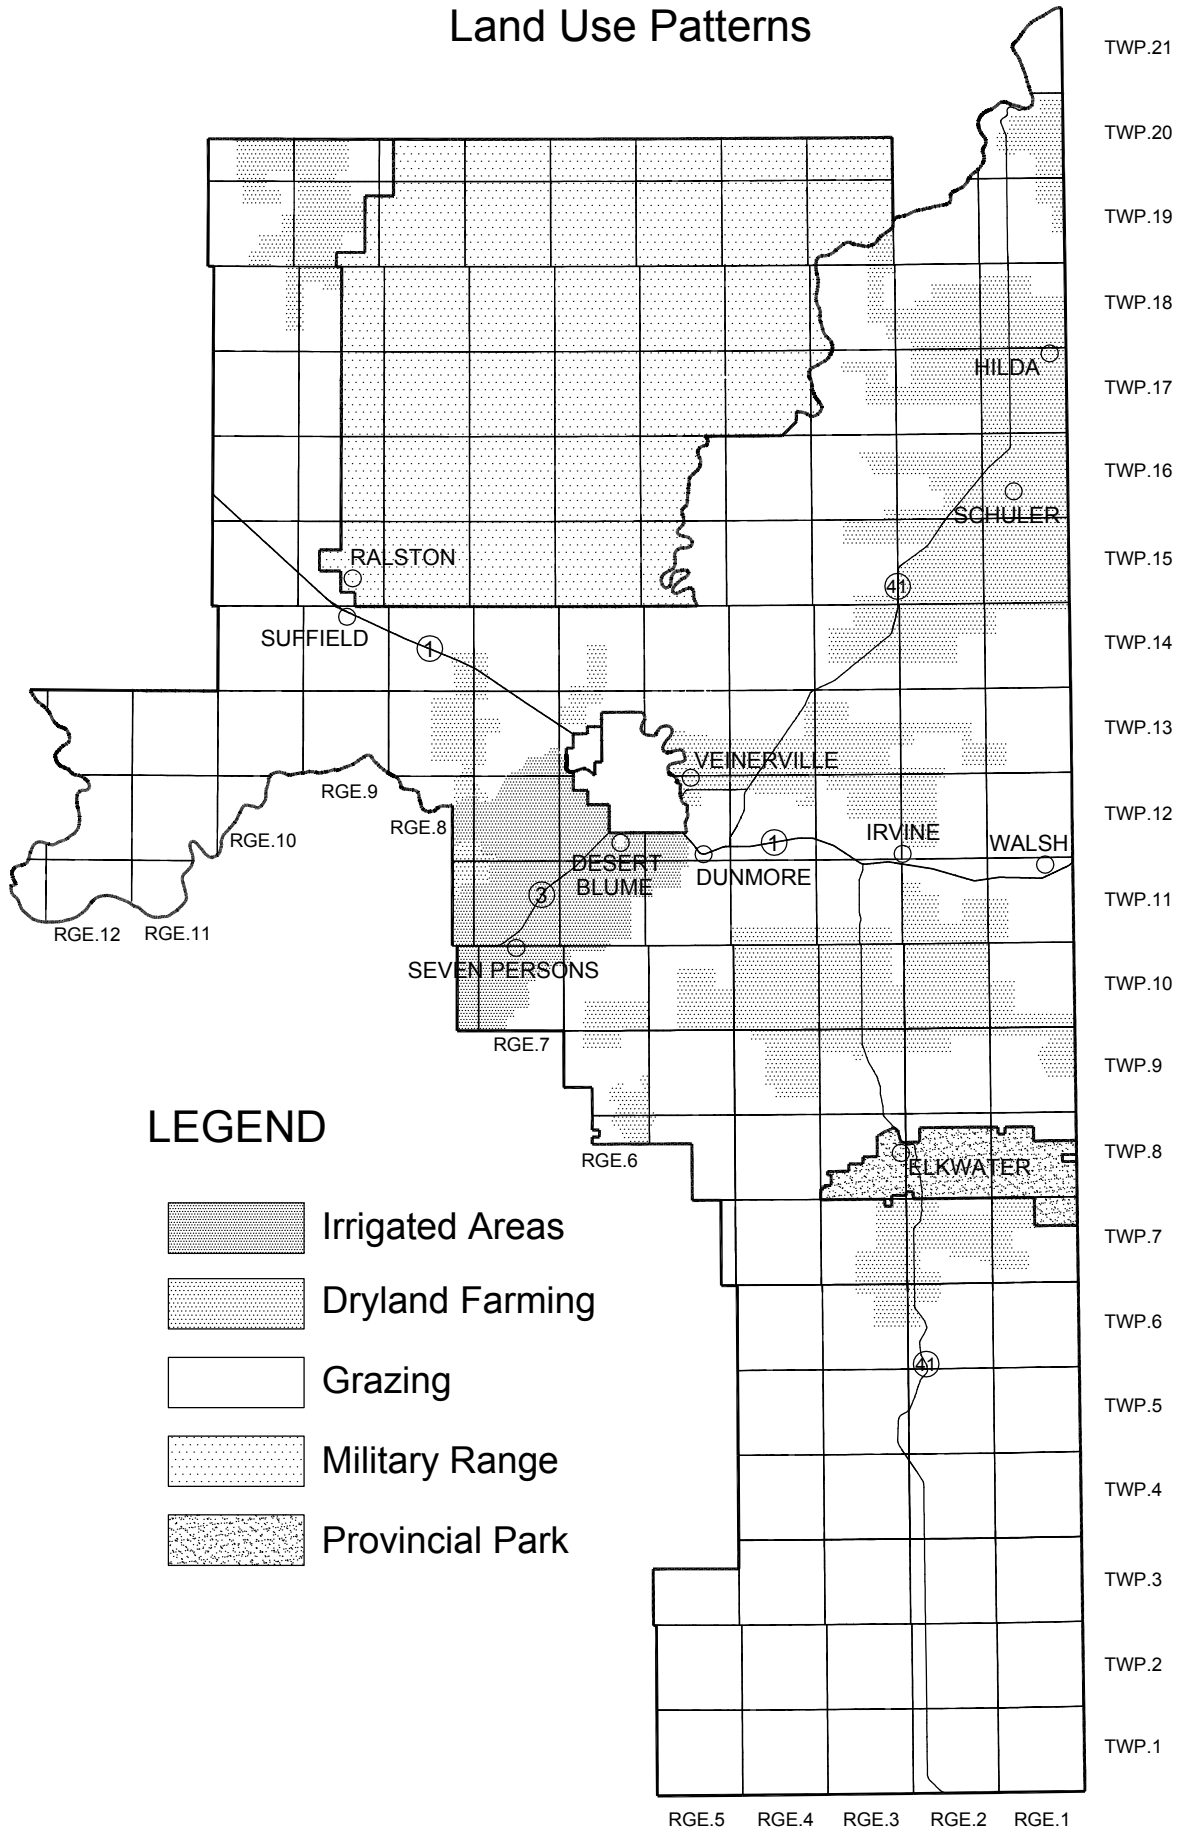 Land Use Patterns
TWP.21
TWP.20
TWP.19
TWP.18
HILDA
TWP.17
TWP.16
SCHULER
RALSTON
TWP.15
41
SUFFIELD
1
TWP.14
TWP.13
VEINERVILLE
RGE.9
RGE.8
TWP.12
RGE.10
1
IRVINE
WALSH
DESERT
BLUME
DUNMORE
3
TWP.11
RGE.12
RGE.11
SEVEN PERSONS
TWP.10
RGE.7
TWP.9
LEGEND
RGE.6
ELKWATER
TWP.8
Irrigated Areas
TWP.7
Dryland Farming
TWP.6
41
Grazing
TWP.5
Military Range
TWP.4
Provincial Park
TWP.3
TWP.2
TWP.1
RGE.5
RGE.4
RGE.3
RGE.2
RGE.1